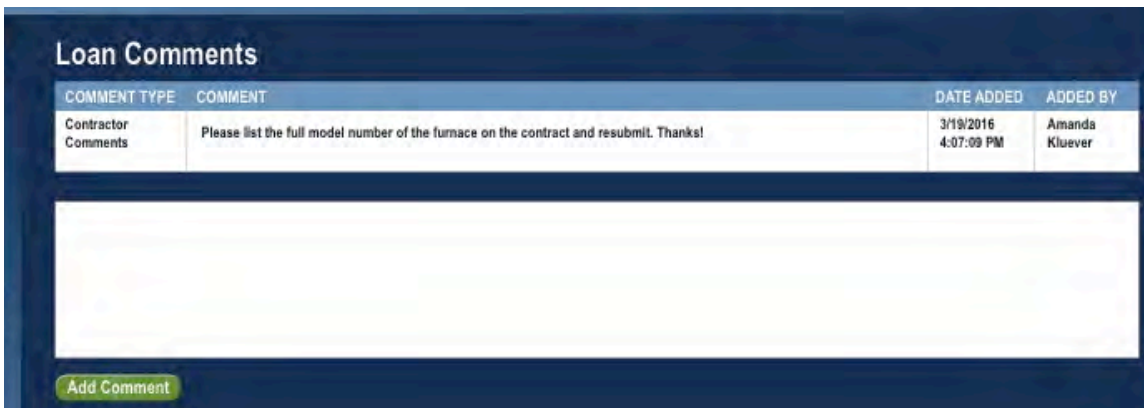 Loan Comments
COMMENT TYPE COMMENT DATE ADDED ADDED BY
Contractor Comments
Please list the full model number of the furnace on the contract and resubmit. Thanks!
3/19/2016
4:07:09 PM
Amanda
Kluever
Add Comment